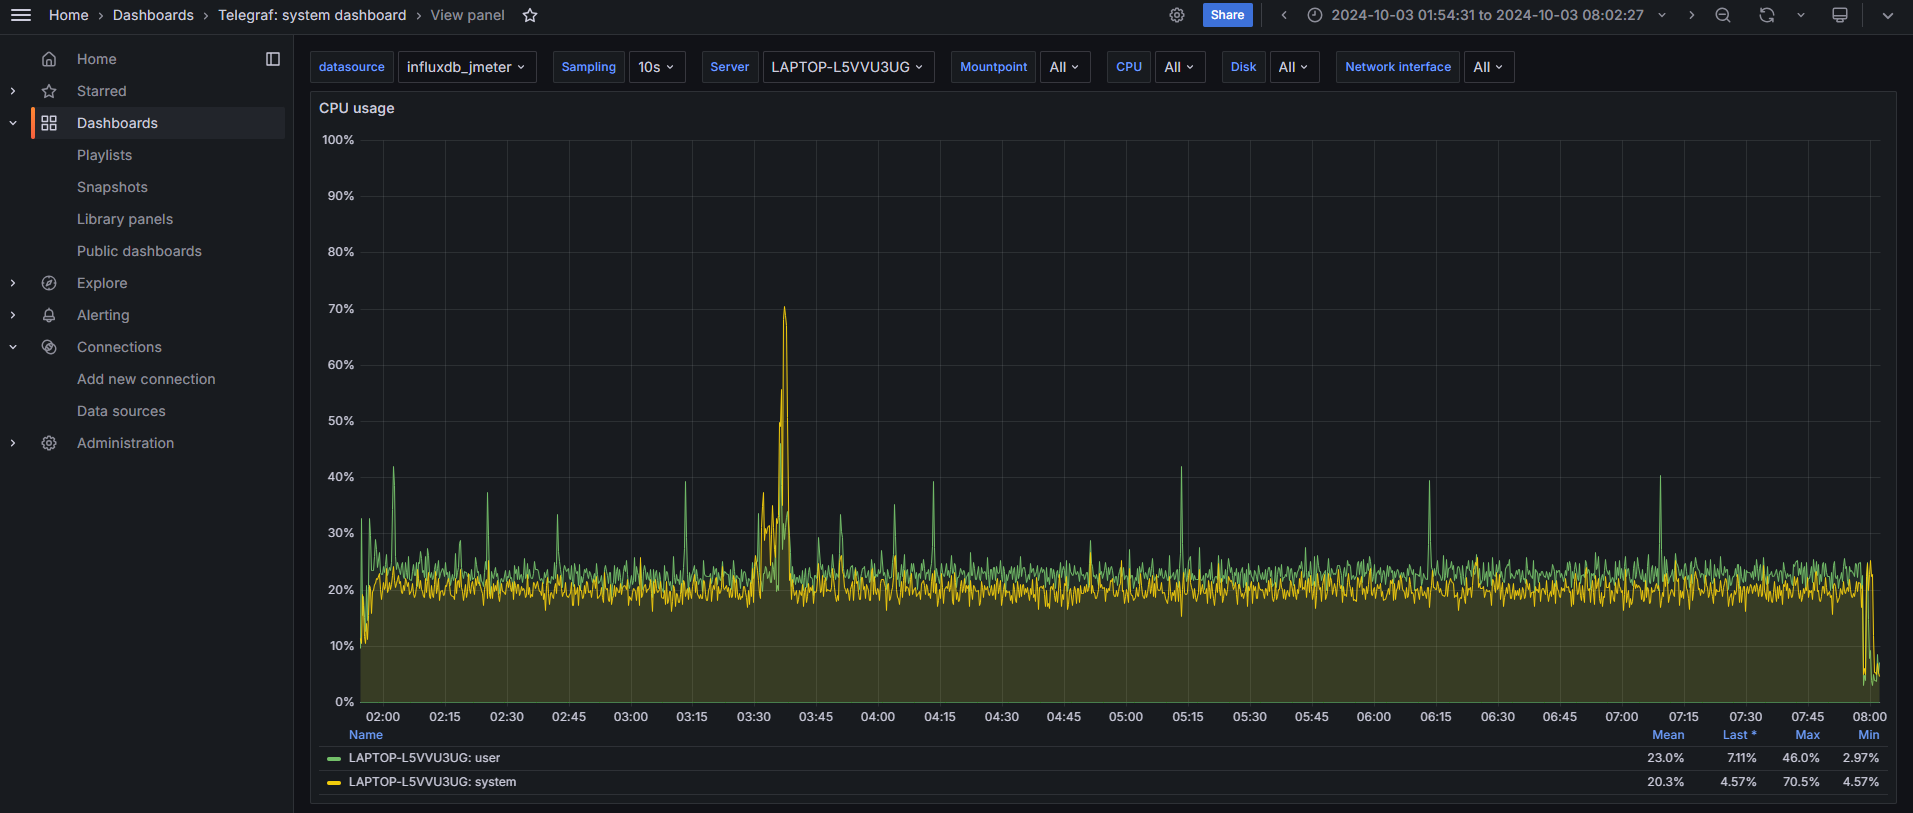 Home › Dashboards › Telegraf: system dashboard › View panel
Share
2024-10-03 01:54:31 to 2024-10-03 08:02:27
Home
Starred
Dashboards
Playlists
Snapshots
Library panels
Public dashboards
Explore
Alerting
Connections
Add new connection
Data sources
Administration
datasource influxdb_jmeter Sampling 10s Server LAPTOP-L5VVU3UG Mountpoint All CPU All Disk All Network interface All
CPU usage
100%
90%
80%
70%
60%
50%
40%
30%
20%
10%
0%
02:00 02:15 02:30 02:45 03:00 03:15 03:30 03:45 04:00 04:15 04:30 04:45 05:00 05:15 05:30 05:45 06:00 06:15 06:30 06:45 07:00 07:15 07:30 07:45 08:00
Name Mean Last * Max Min
LAPTOP-L5VVU3UG: user 23.0% 7.11% 46.0% 2.97%
LAPTOP-L5VVU3UG: system 20.3% 4.57% 70.5% 4.57%